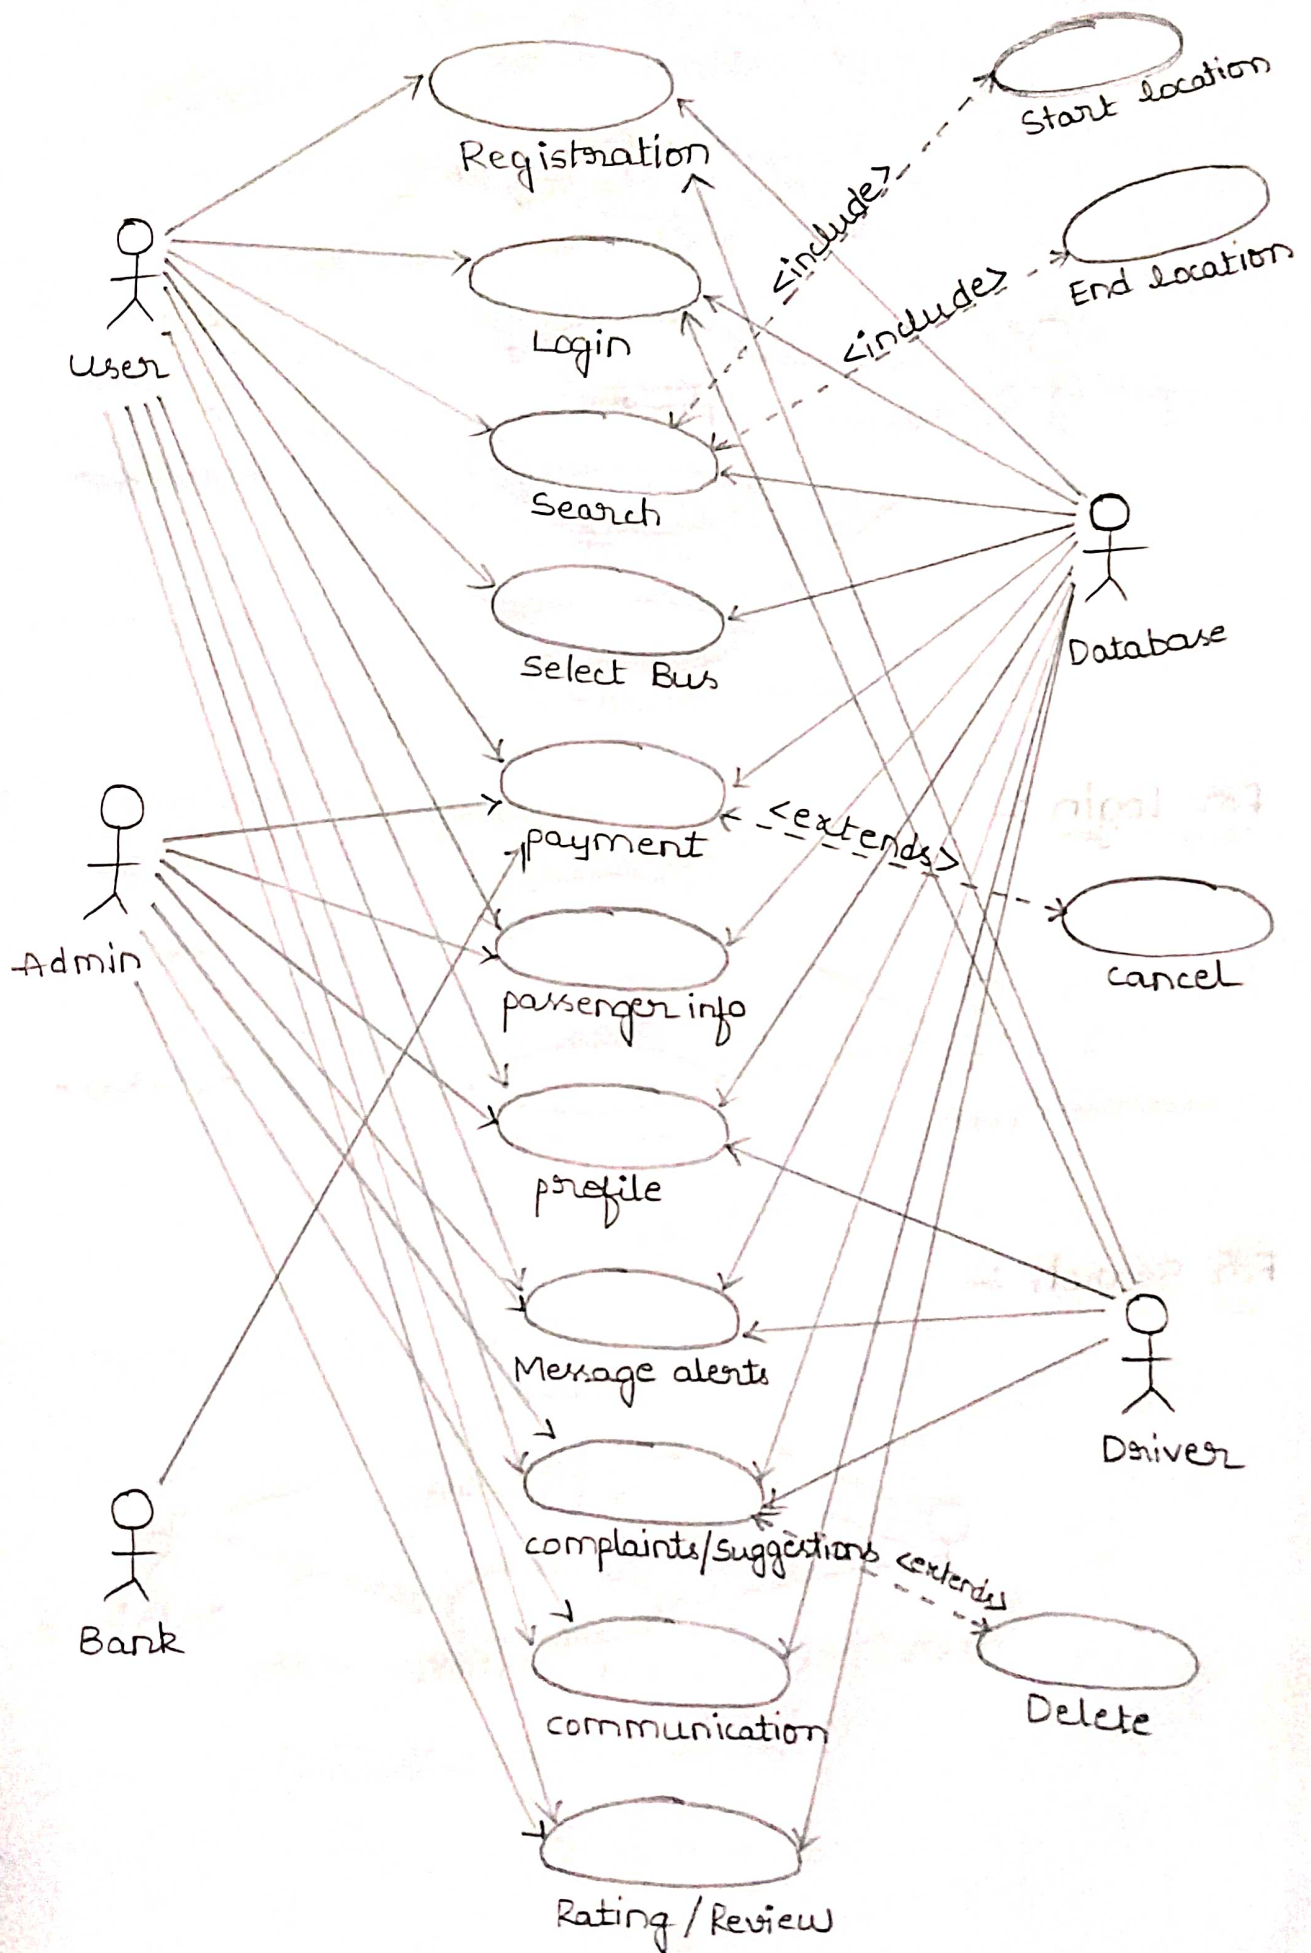 Start location
Registration
<include>
End location
<include>
Login
User
Search
Database
Select Bus
<extends>
payment
Admin
cancel
passenger info
profile
Message alerts
Driver
complaints/suggestions
<extends>
Bank
Delete
communication
Rating / Review